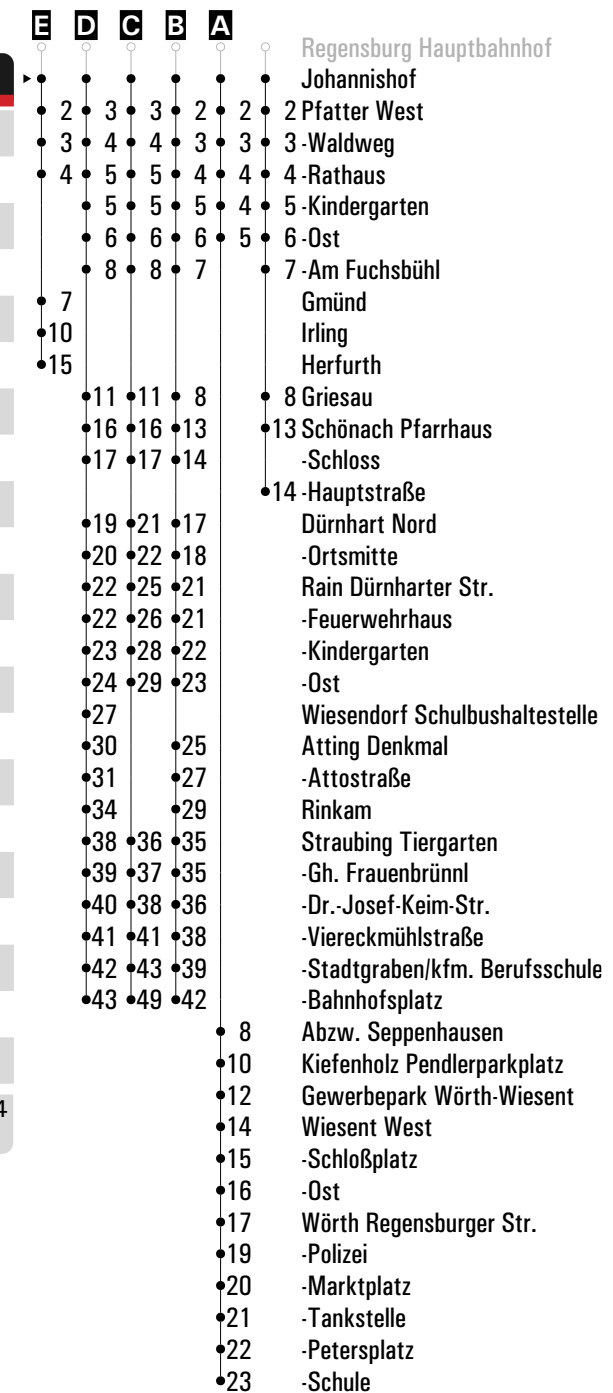 E D C B A
Regensburg Hauptbahnhof
Johannishof
2 3 3 2 2 2 Pfatter West
3 4 4 3 3 3 -Waldweg
4 5 5 4 4 4 -Rathaus
5 5 5 4 5 -Kindergarten
6 6 6 5 6 -Ost
8 8 7 7 -Am Fuchsbühl
7 Gmünd
10 Irling
15 Herfurth
11 11 8 8 Griesau
16 16 13 13 Schönach Pfarrhaus
17 17 14 -Schloss
14 -Hauptstraße
19 21 17 Dürnhart Nord
20 22 18 -Ortsmitte
22 25 21 Rain Dürnharter Str.
22 26 21 -Feuerwehrhaus
23 28 22 -Kindergarten
24 29 23 -Ost
27 Wiesendorf Schulbushaltestelle
30 25 Atting Denkmal
31 27 -Attostraße
34 29 Rinkam
38 36 35 Straubing Tiergarten
39 37 35 -Gh. Frauenbrünnl
40 38 36 -Dr.-Josef-Keim-Str.
41 41 38 -Viereckmühlstraße
42 43 39 -Stadtgraben/kfm. Berufsschule
43 49 42 -Bahnhofsplatz
8 Abzw. Seppenhausen
10 Kiefenholz Pendlerparkplatz
12 Gewerbepark Wörth-Wiesent
14 Wiesent West
15 -Schloßplatz
16 -Ost
17 Wörth Regensburger Str.
19 -Polizei
20 -Marktplatz
21 -Tankstelle
22 -Petersplatz
23 -Schule